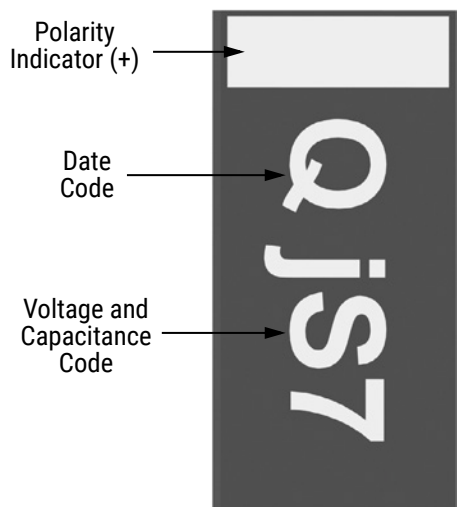 Polarity
Indicator (+)
Date
Code
Voltage and
Capacitance
Code
Q jS7